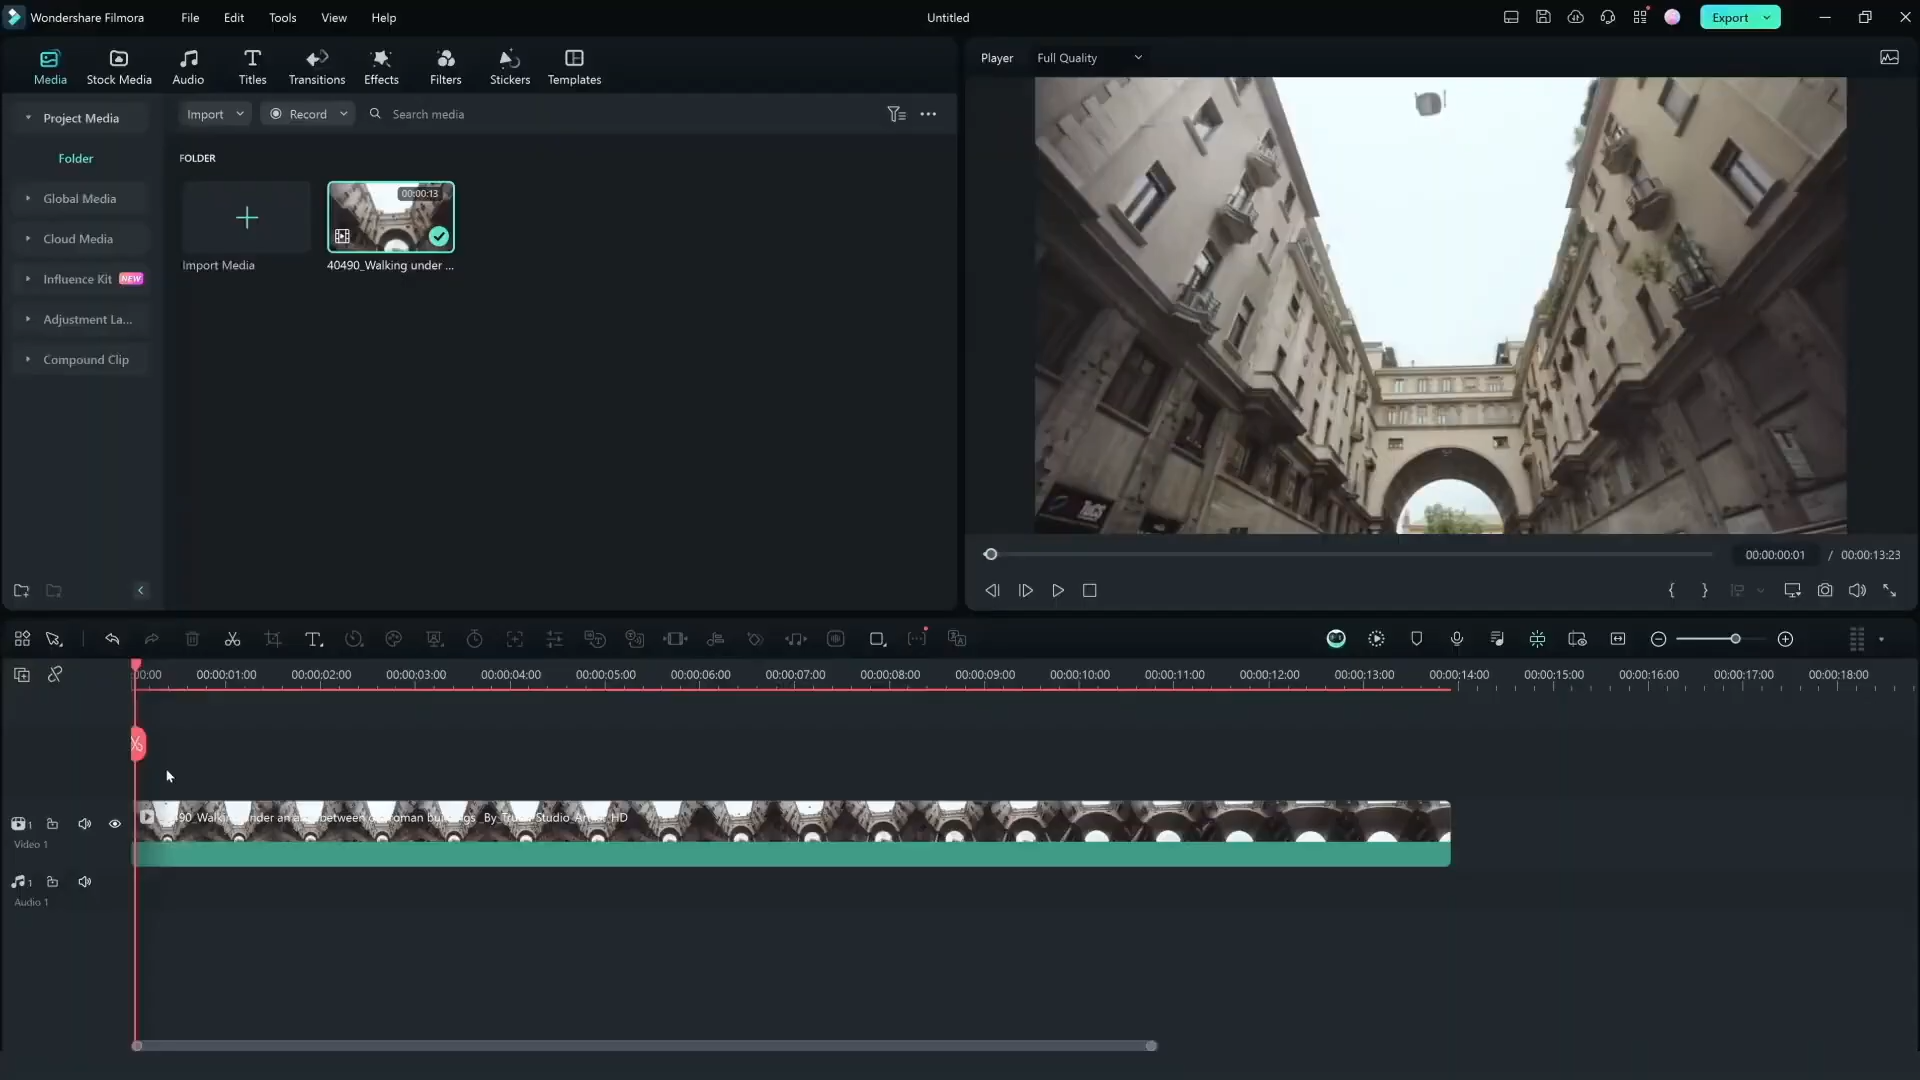 Wondershare Filmora
File
Edit
Tools
View
Help
Untitled
Export
Media
Stock Media
Audio
Titles
Transitions
Effects
Filters
Stickers
Templates
Player
Full Quality
Project Media
Folder
Global Media
Cloud Media
Influence Kit NEW
Adjustment La...
Compound Clip
Import
Record
Search media
FOLDER
00:00:13
Import Media
40490_Walking under ...
00:00:00:01 / 00:00:13:23
:00:00
00:00:01:00
00:00:02:00
00:00:03:00
00:00:04:00
00:00:05:00
00:00:06:00
00:00:07:00
00:00:08:00
00:00:09:00
00:00:10:00
00:00:11:00
00:00:12:00
00:00:13:00
00:00:14:00
00:00:15:00
00:00:16:00
00:00:17:00
00:00:18:00
1
Video 1
1
Audio 1